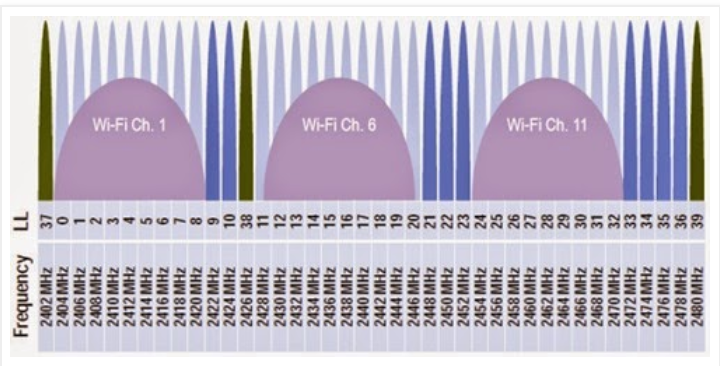 Wi-Fi Ch. 1 Wi-Fi Ch. 6 Wi-Fi Ch. 11
LL 37 0 1 2 3 4 5 6 7 8 9 10 38 11 12 13 14 15 16 17 18 19 20 21 22 23 24 25 26 27 28 29 30 31 32 33 34 35 36 39
Frequency 2402 MHz 2404 MHz 2406 MHz 2408 MHz 2410 MHz 2412 MHz 2414 MHz 2416 MHz 2418 MHz 2420 MHz 2422 MHz 2424 MHz 2426 MHz 2428 MHz 2430 MHz 2432 MHz 2434 MHz 2436 MHz 2438 MHz 2440 MHz 2442 MHz 2444 MHz 2446 MHz 2448 MHz 2450 MHz 2452 MHz 2454 MHz 2456 MHz 2458 MHz 2460 MHz 2462 MHz 2464 MHz 2466 MHz 2468 MHz 2470 MHz 2472 MHz 2474 MHz 2476 MHz 2478 MHz 2480 MHz